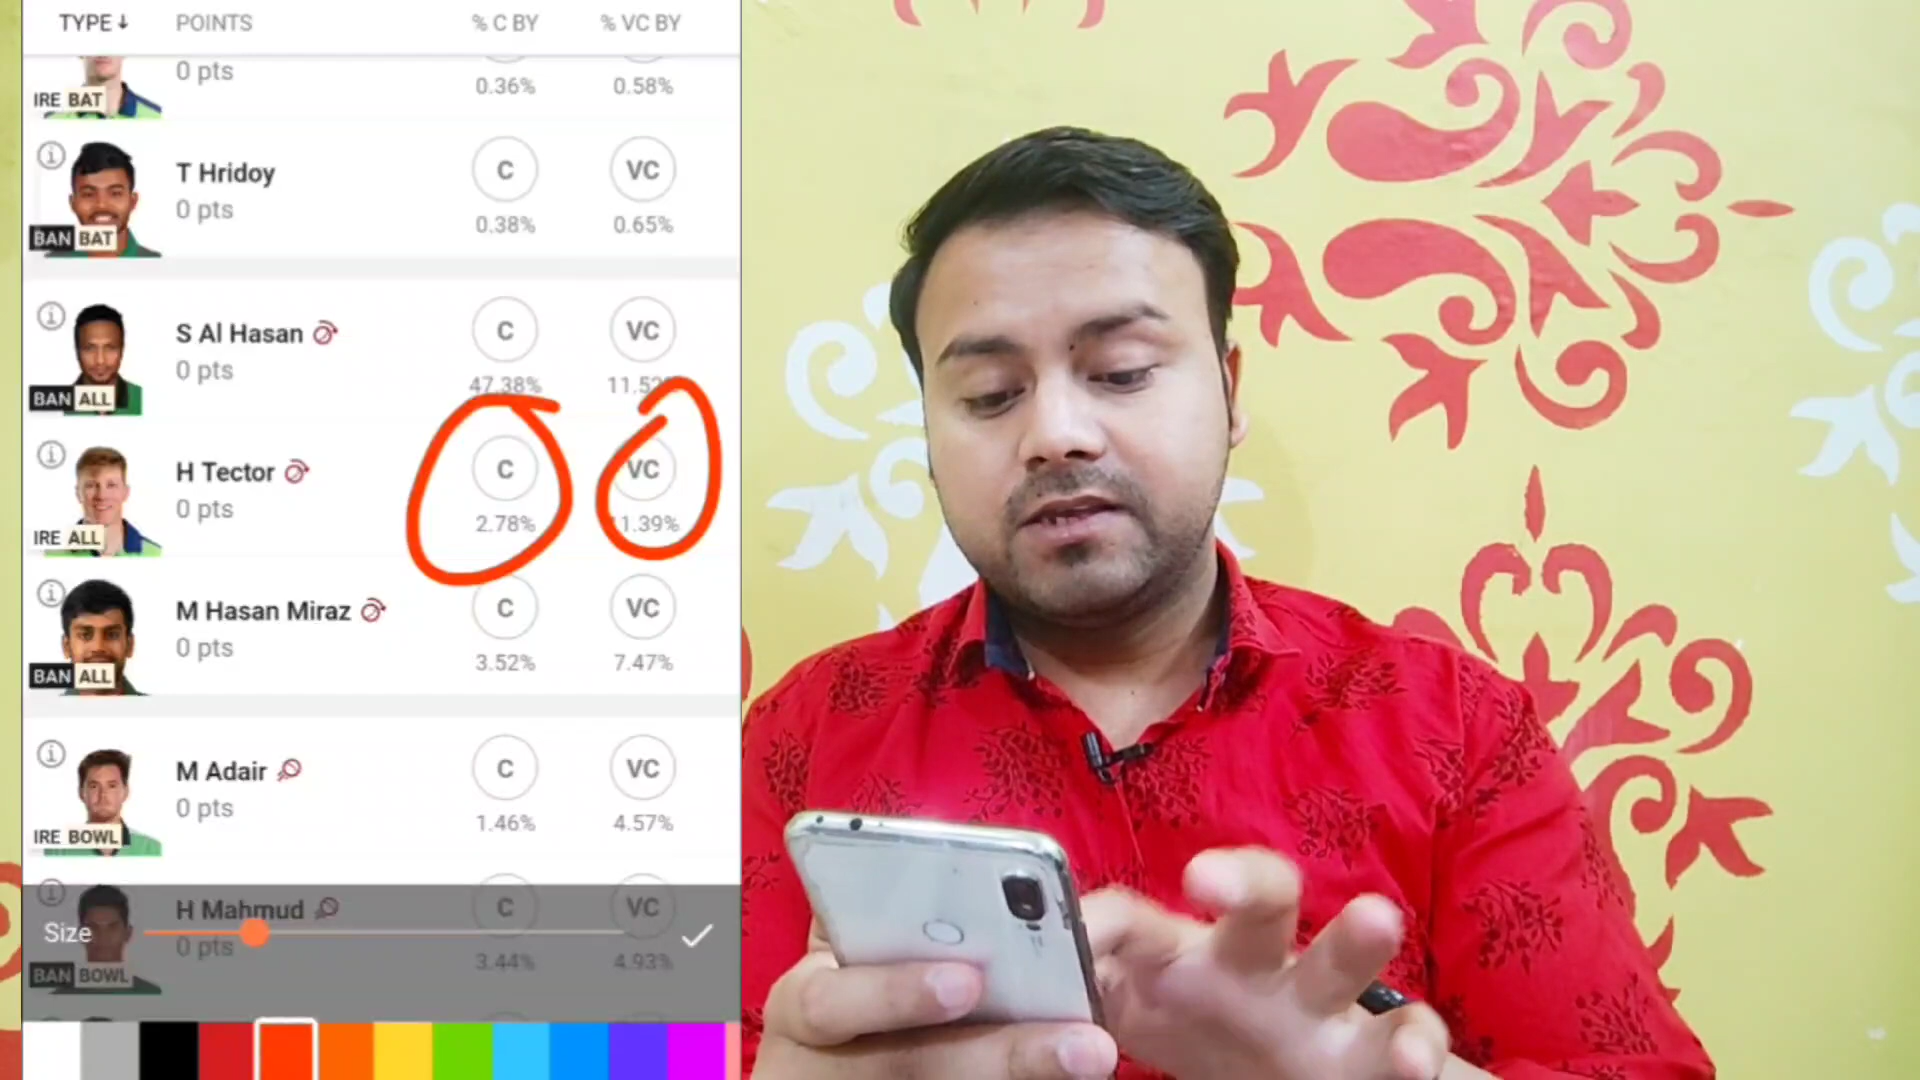 TYPE↓ POINTS % C BY % VC BY
0 pts
IRE BAT 0.36% 0.58%
T Hridoy C VC
0 pts
BAN BAT 0.38% 0.65%
S Al Hasan C VC
0 pts
BAN ALL 47.38%
H Tector C VC
0 pts
IRE ALL 2.78% 11.39%
M Hasan Miraz C VC
0 pts
BAN ALL 3.52% 7.47%
M Adair C VC
0 pts
IRE BOWL 1.46% 4.57%
H Mahmud C VC
Size
0 pts
BAN BOWL 3.44% 4.93%